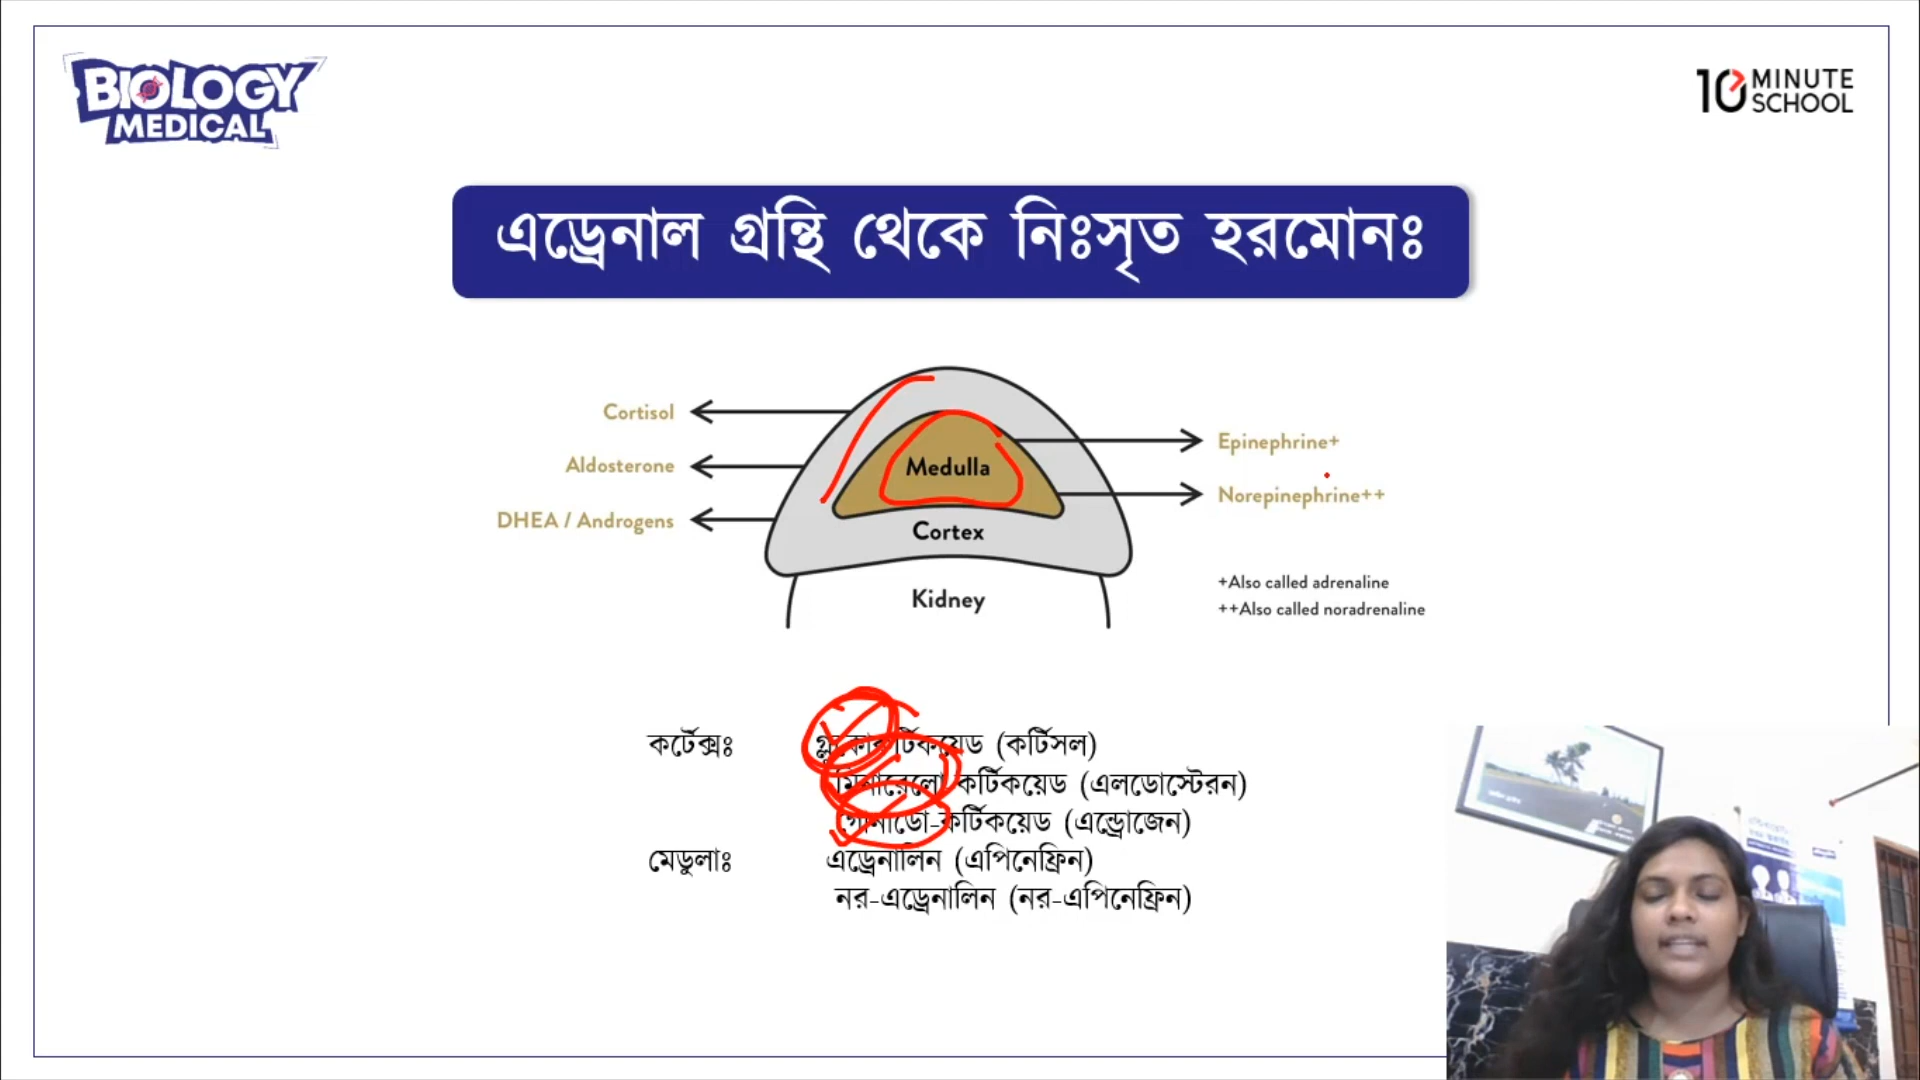 BIOLOGY
MEDICAL
10 MINUTE
SCHOOL
এড্রেনাল গ্রন্থি থেকে নিঃসৃত হরমোনঃ
Cortisol
Aldosterone
DHEA / Androgens
Medulla
Cortex
Kidney
Epinephrine+
Norepinephrine++
+Also called adrenaline
++Also called noradrenaline
কর্টেক্সঃ গ্লুকোকর্টিকয়েড (কর্টিসল)
মিনারেলো-কর্টিকয়েড (এলডোস্টেরন)
গোনাডো-কর্টিকয়েড (এন্ড্রোজেন)
মেডুলাঃ এড্রেনালিন (এপিনেফ্রিন)
নর-এড্রেনালিন (নর-এপিনেফ্রিন)